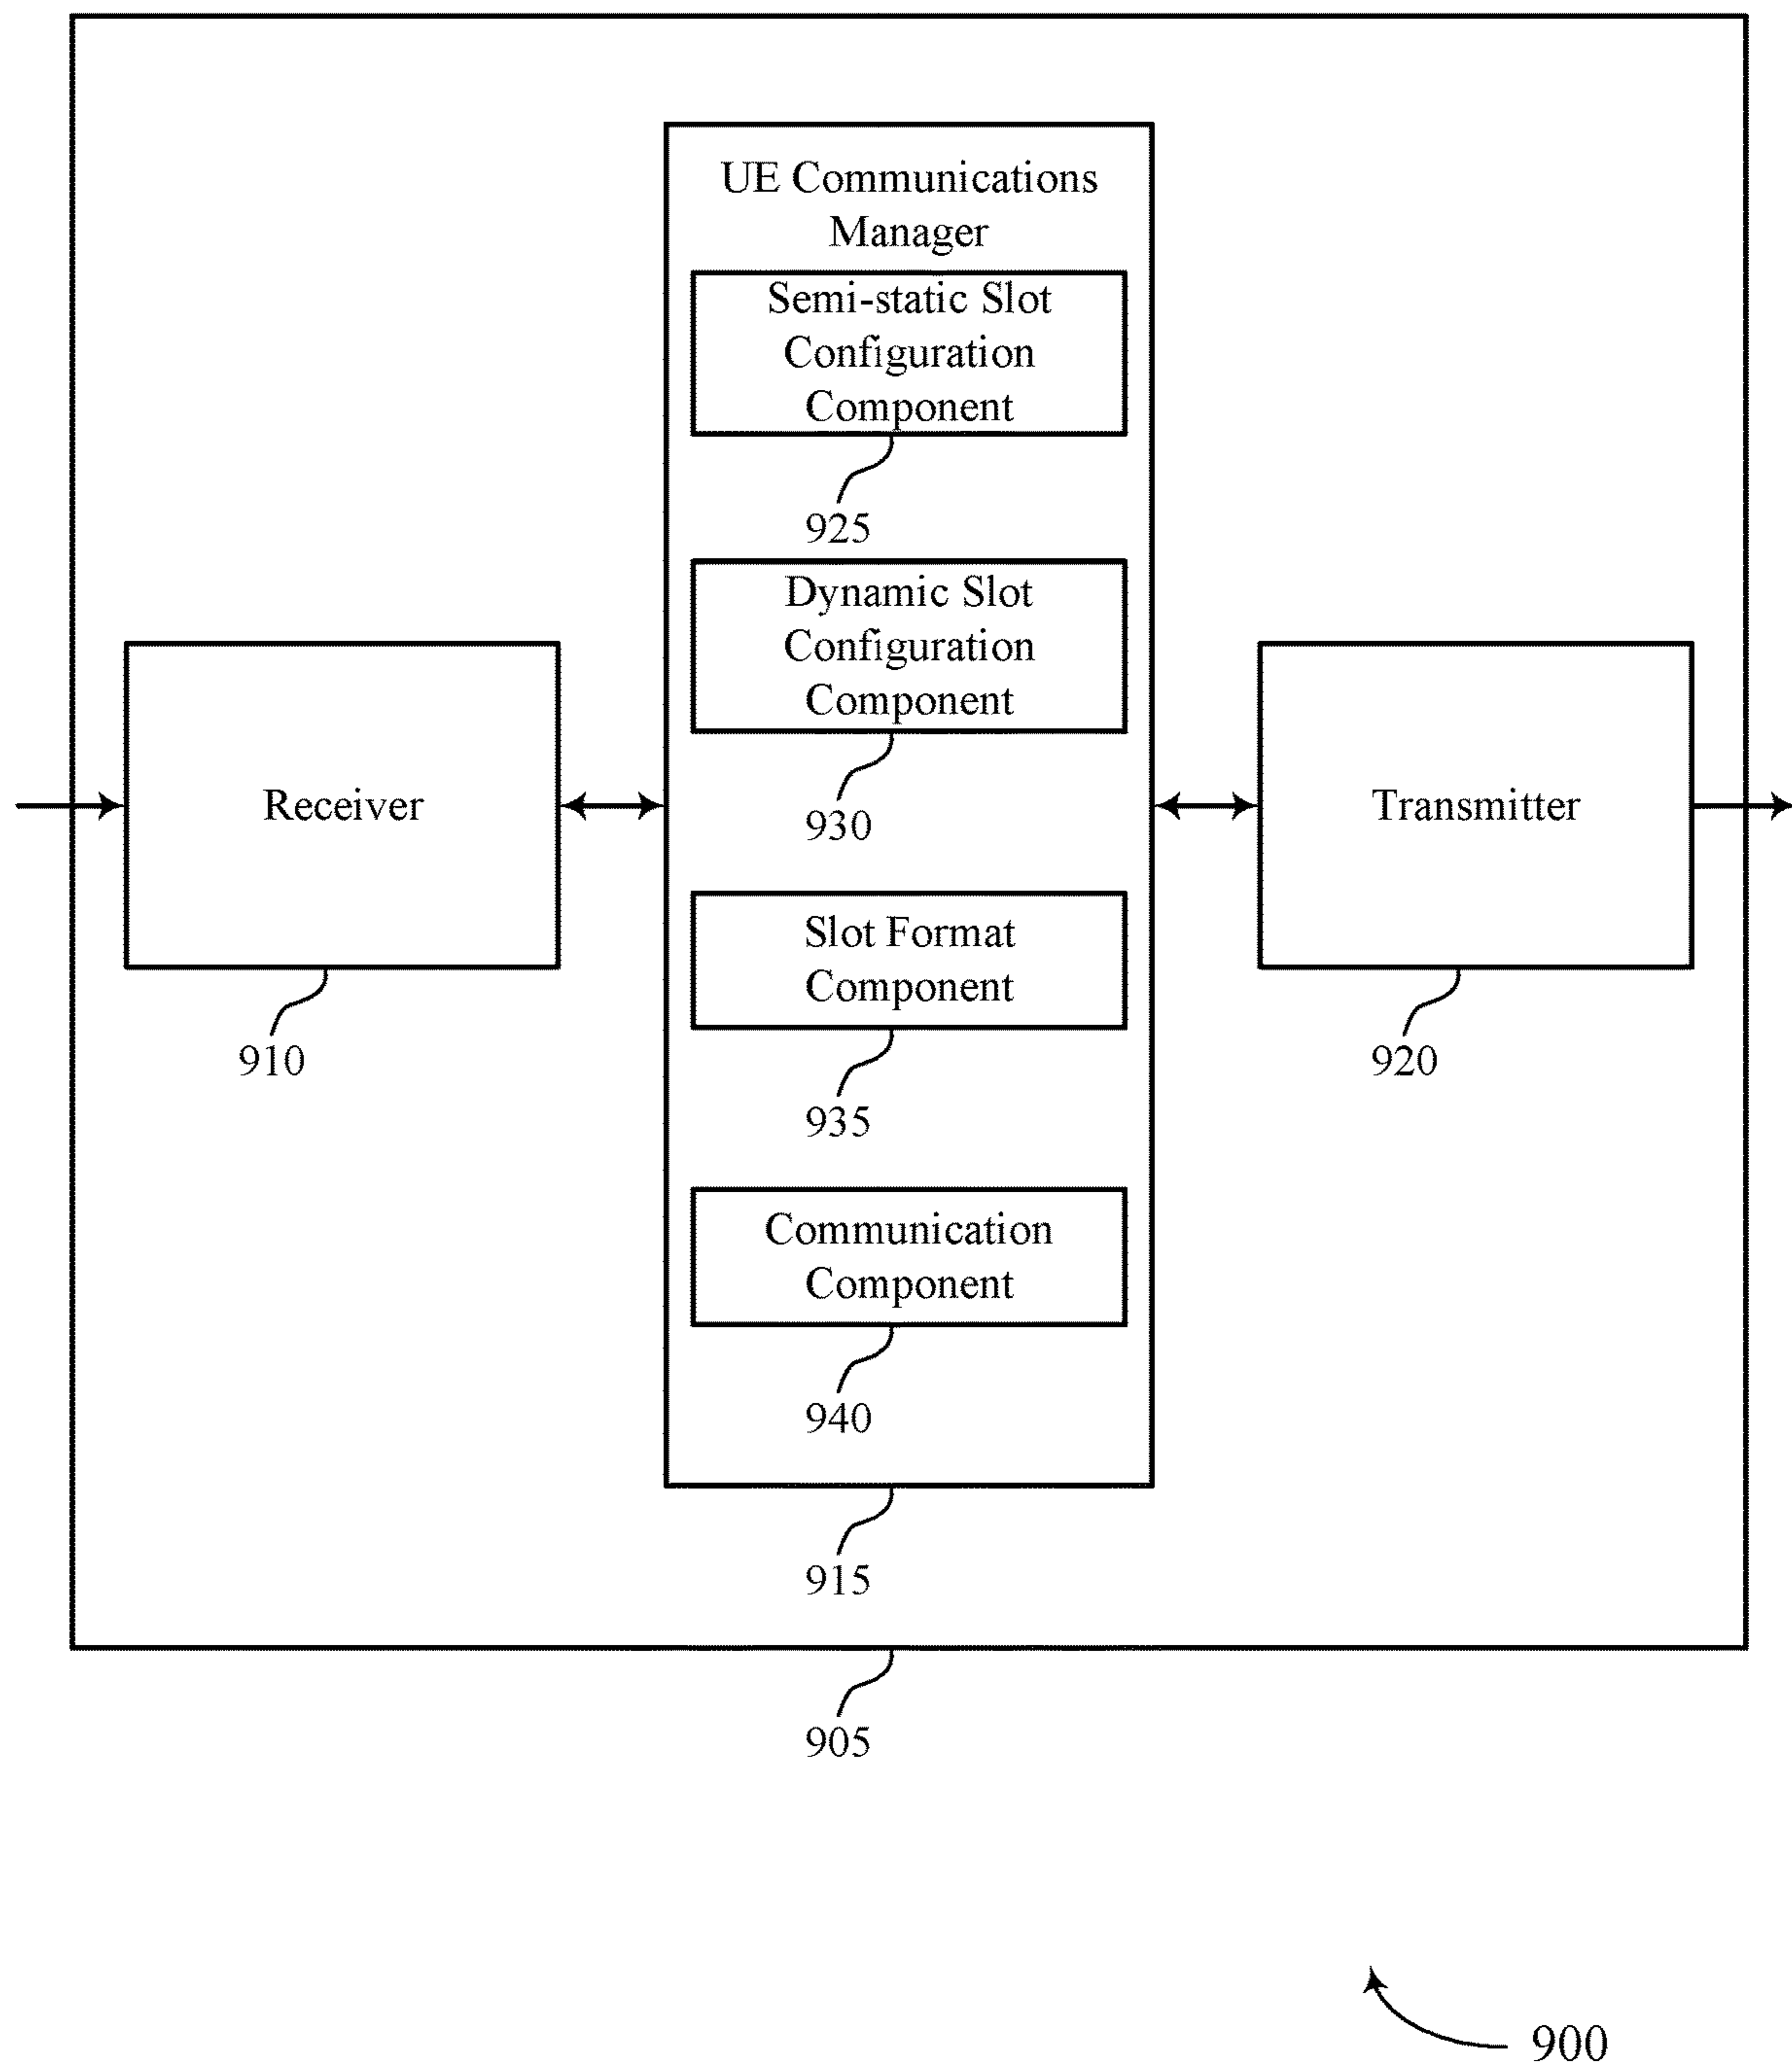 UE Communications
Manager
Semi-static Slot
Configuration
Component
925
Dynamic Slot
Configuration
Component
930
Receiver
910
Slot Format
Component
935
Transmitter
920
Communication
Component
940
915
905
900